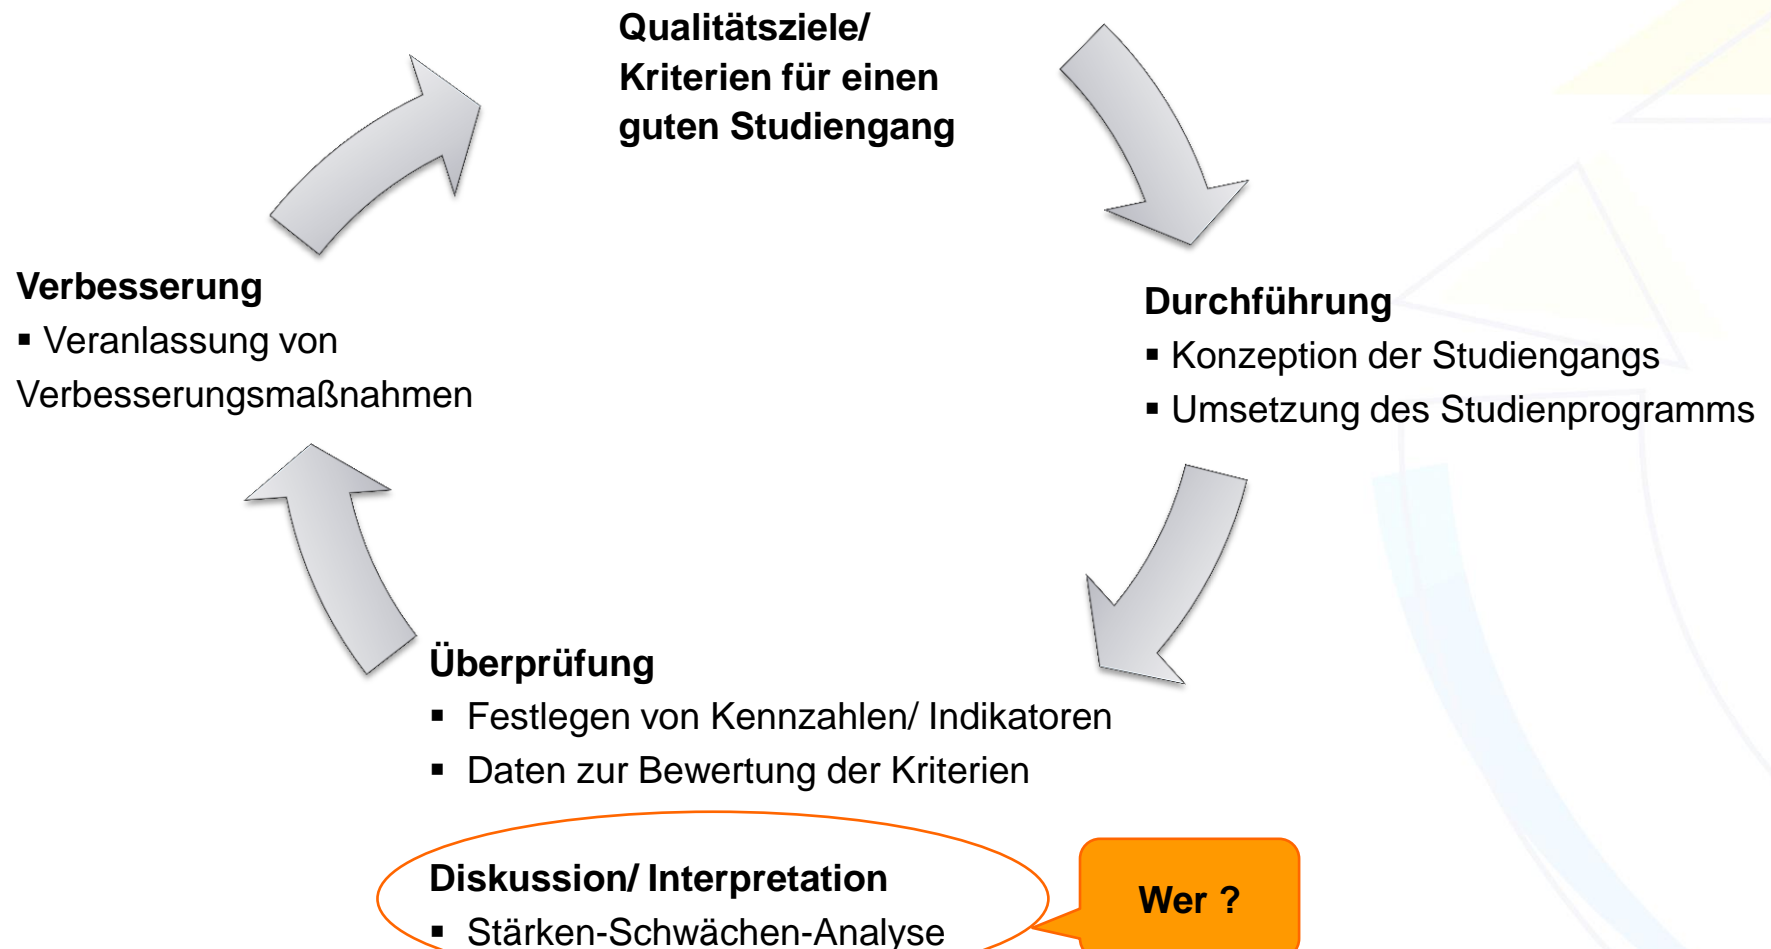 Qualitätsziele/
Kriterien für einen
guten Studiengang
Verbesserung
▪ Veranlassung von
Verbesserungsmaßnahmen
Durchführung
▪ Konzeption der Studiengangs
▪ Umsetzung des Studienprogramms
Überprüfung
▪ Festlegen von Kennzahlen/ Indikatoren
▪ Daten zur Bewertung der Kriterien
Diskussion/ Interpretation
▪ Stärken-Schwächen-Analyse
Wer ?